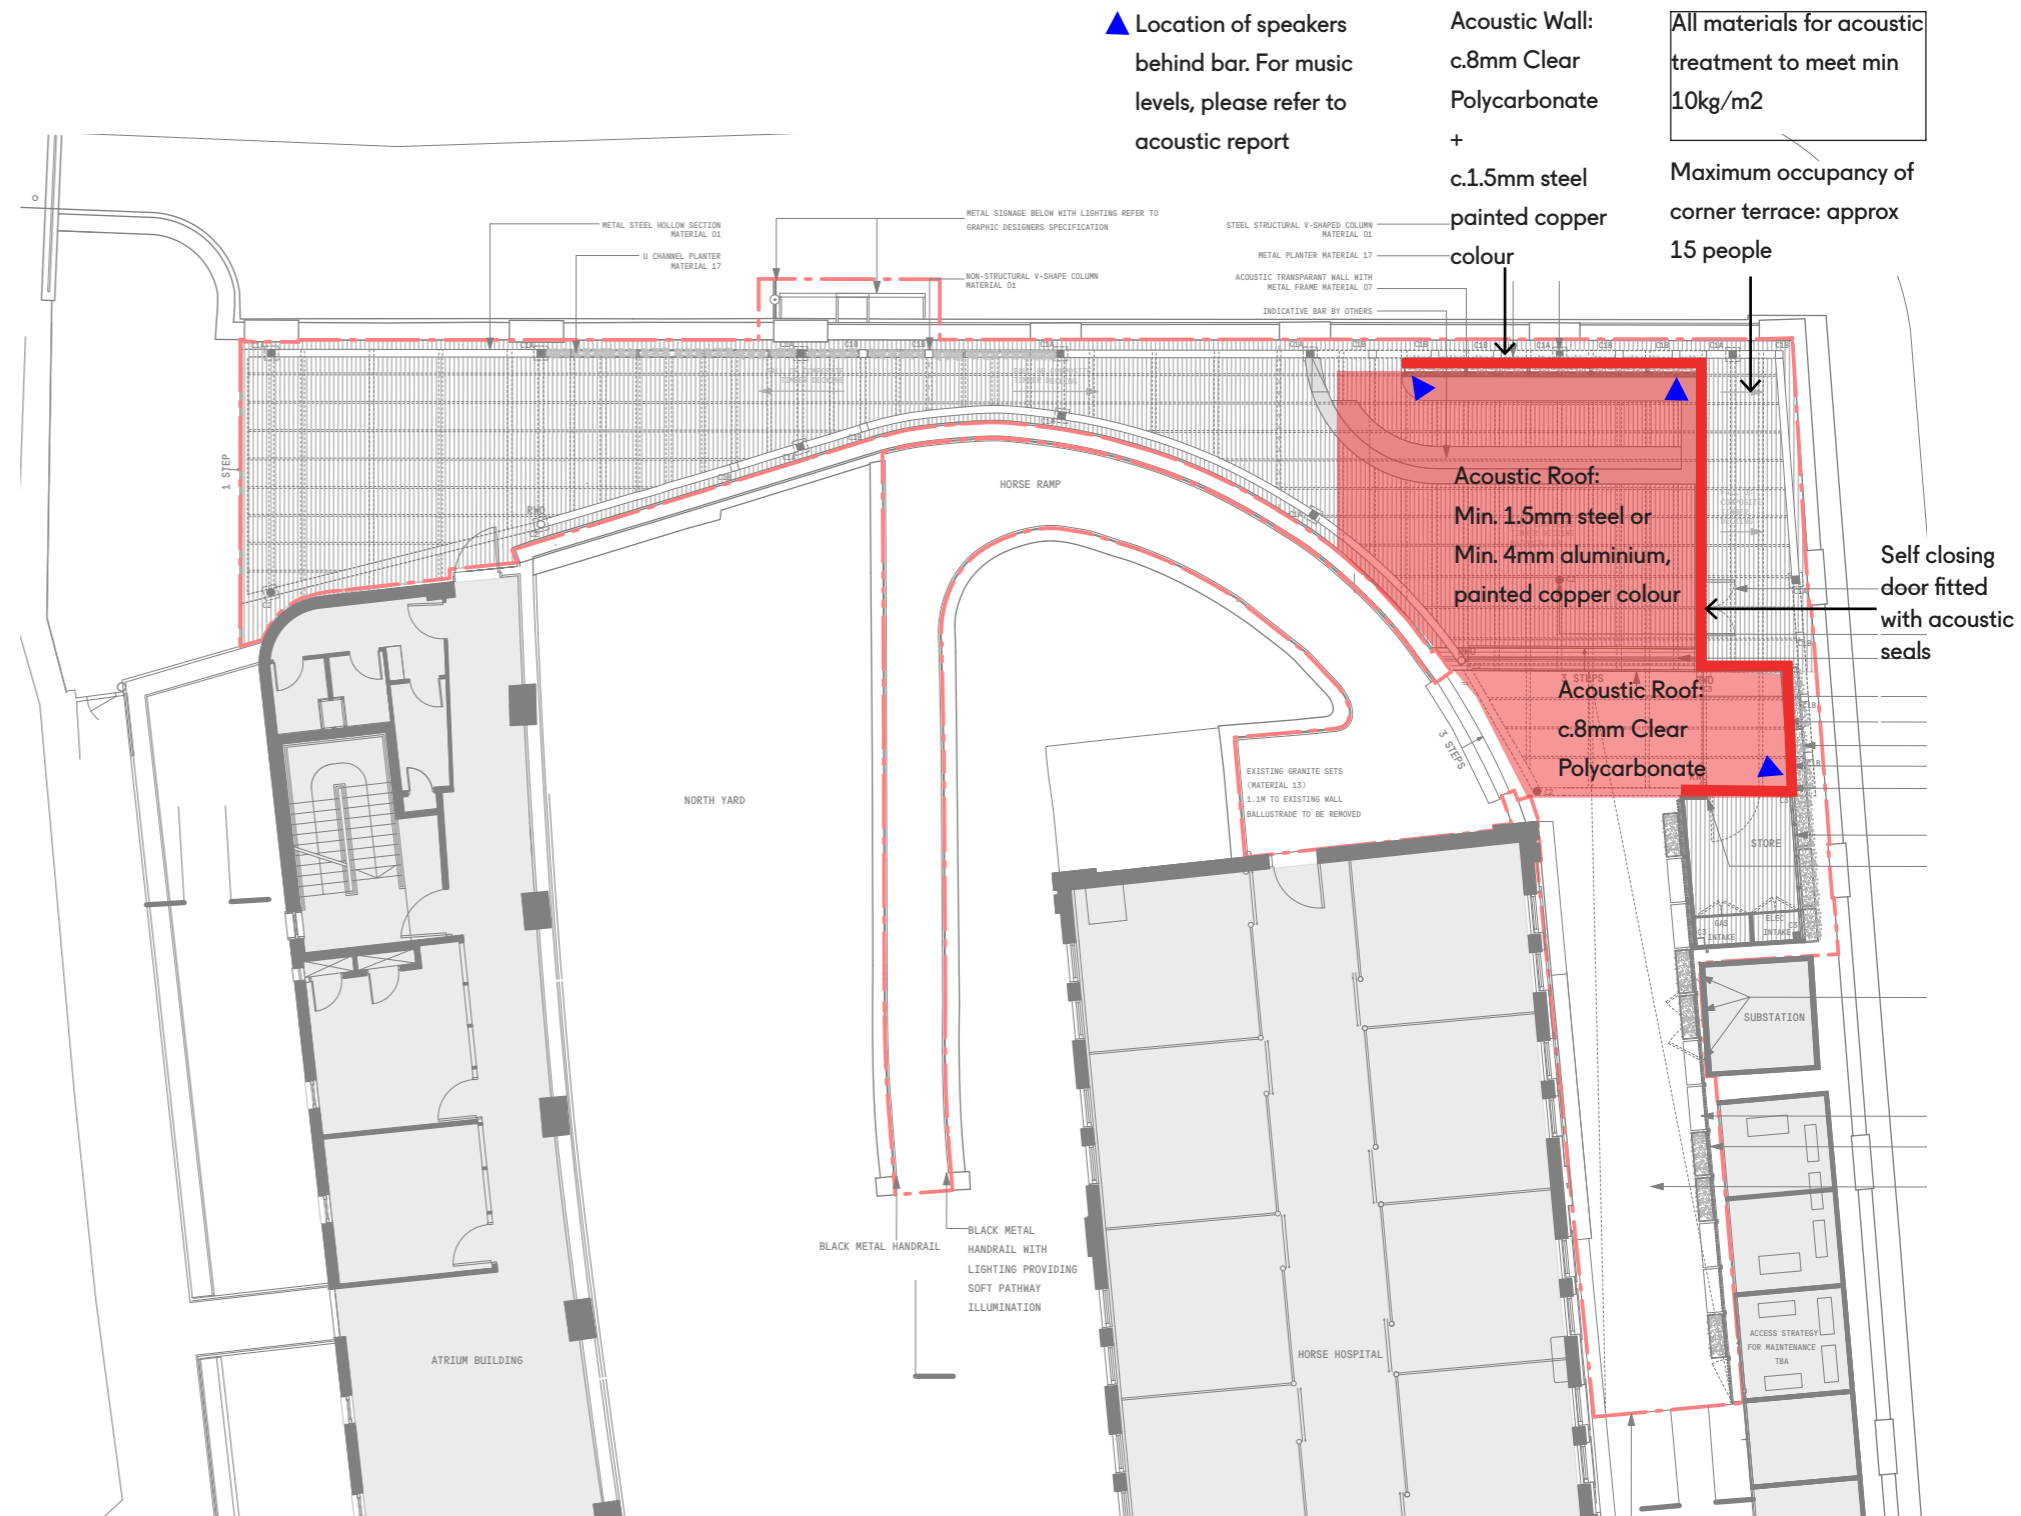 Location of speakers
behind bar. For music
levels, please refer to
acoustic report
Acoustic Wall:
c.8mm Clear
Polycarbonate
+
c.1.5mm steel
painted copper
colour
All materials for acoustic
treatment to meet min
10kg/m2
Maximum occupancy of
corner terrace: approx
15 people
METAL STEEL HOLLOW SECTION
MATERIAL 01
U CHANNEL PLANTER
MATERIAL 17
METAL SIGNAGE BELOW WITH LIGHTING REFER TO
GRAPHIC DESIGNERS SPECIFICATION
NON-STRUCTURAL V-SHAPE COLUMN
MATERIAL 01
STEEL STRUCTURAL V-SHAPED COLUMN
MATERIAL 01
METAL PLANTER MATERIAL 17
ACOUSTIC TRANSPARANT WALL WITH
METAL FRAME MATERIAL 07
INDICATIVE BAR BY OTHERS
1 STEP
RWO
HORSE RAMP
Acoustic Roof:
Min. 1.5mm steel or
Min. 4mm aluminium,
painted copper colour
Self closing
door fitted
with acoustic
seals
3 STEPS
Acoustic Roof:
c.8mm Clear
Polycarbonate
3 STEPS
EXISTING GRANITE SETS
(MATERIAL 13)
1.1M TO EXISTING WALL
BALLUSTRADE TO BE REMOVED
NORTH YARD
STORE
GAS
INTAKE
ELEC
INTAKE
SUBSTATION
BLACK METAL HANDRAIL
BLACK METAL
HANDRAIL WITH
LIGHTING PROVIDING
SOFT PATHWAY
ILLUMINATION
ATRIUM BUILDING
HORSE HOSPITAL
ACCESS STRATEGY
FOR MAINTENANCE
TBA